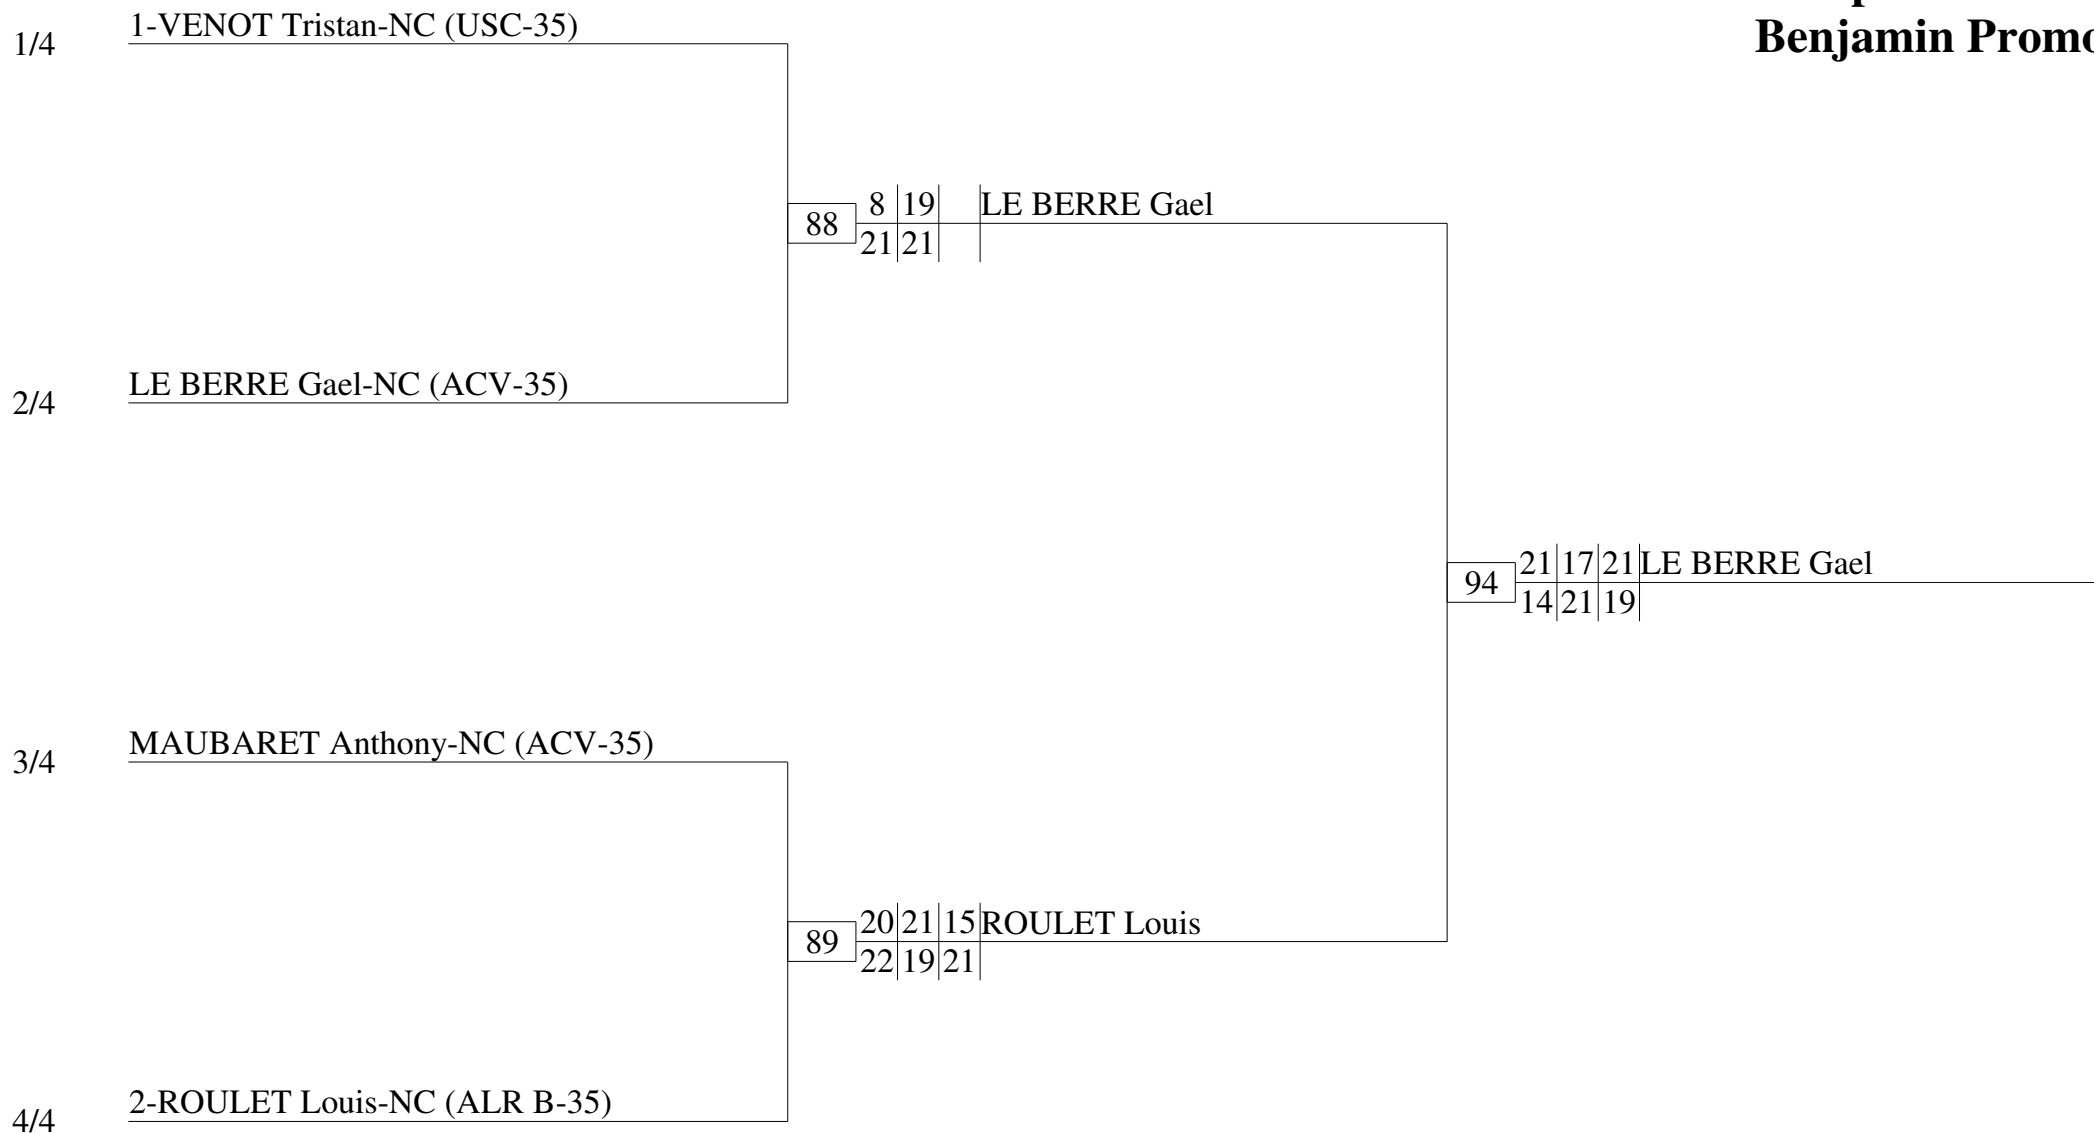 Benjamin Promo
1/4
1-VENOT Tristan-NC (USC-35)
88
8 19
21 21
LE BERRE Gael
2/4
LE BERRE Gael-NC (ACV-35)
94
21 17 21
14 21 19
LE BERRE Gael
3/4
MAUBARET Anthony-NC (ACV-35)
89
20 21 15
22 19 21
ROULET Louis
4/4
2-ROULET Louis-NC (ALR B-35)